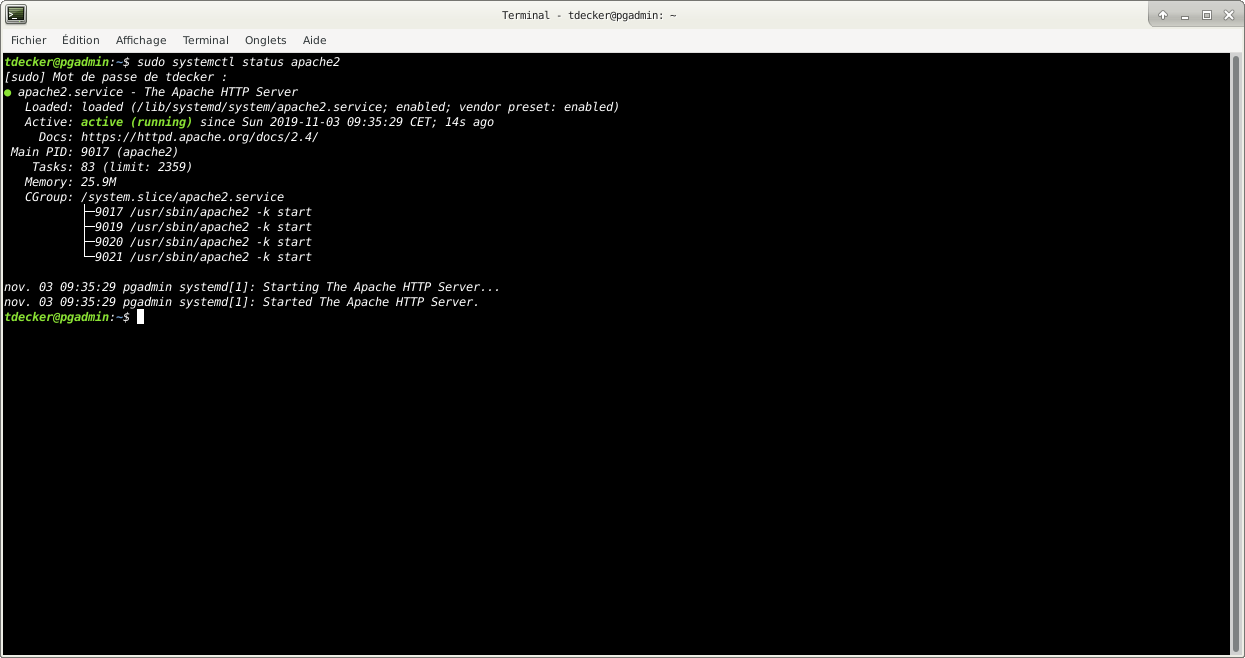 Terminal - tdecker@pgadmin: ~
Fichier Édition Affichage Terminal Onglets Aide
tdecker@pgadmin:~$ sudo systemctl status apache2
[sudo] Mot de passe de tdecker :
● apache2.service - The Apache HTTP Server
   Loaded: loaded (/lib/systemd/system/apache2.service; enabled; vendor preset: enabled)
   Active: active (running) since Sun 2019-11-03 09:35:29 CET; 14s ago
     Docs: https://httpd.apache.org/docs/2.4/
 Main PID: 9017 (apache2)
    Tasks: 83 (limit: 2359)
   Memory: 25.9M
   CGroup: /system.slice/apache2.service
           ├─9017 /usr/sbin/apache2 -k start
           ├─9019 /usr/sbin/apache2 -k start
           ├─9020 /usr/sbin/apache2 -k start
           └─9021 /usr/sbin/apache2 -k start
nov. 03 09:35:29 pgadmin systemd[1]: Starting The Apache HTTP Server...
nov. 03 09:35:29 pgadmin systemd[1]: Started The Apache HTTP Server.
tdecker@pgadmin:~$